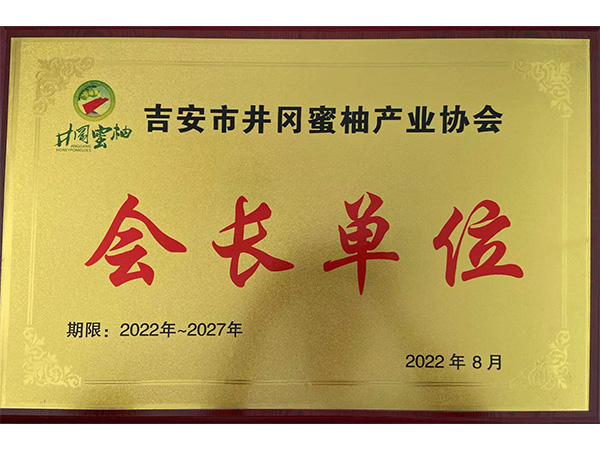 吉安市井冈蜜柚产业协会
井冈蜜柚
JINGGANG
HONEYPOMELOES
会长单位
期限：2022年~2027年
2022年8月